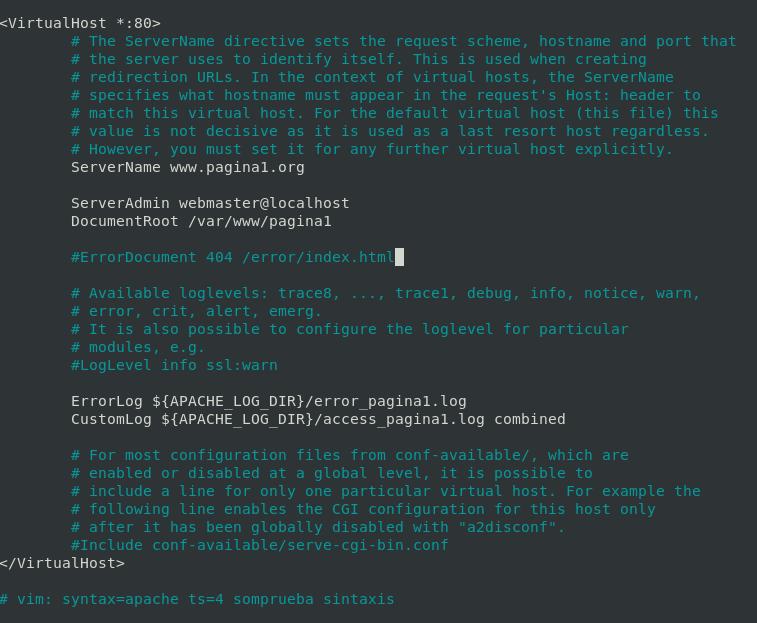 <VirtualHost *:80>
# The ServerName directive sets the request scheme, hostname and port that
# the server uses to identify itself. This is used when creating
# redirection URLs. In the context of virtual hosts, the ServerName
# specifies what hostname must appear in the request's Host: header to
# match this virtual host. For the default virtual host (this file) this
# value is not decisive as it is used as a last resort host regardless.
# However, you must set it for any further virtual host explicitly.
ServerName www.pagina1.org
ServerAdmin webmaster@localhost
DocumentRoot /var/www/pagina1
#ErrorDocument 404 /error/index.html
# Available loglevels: trace8, ..., trace1, debug, info, notice, warn,
# error, crit, alert, emerg.
# It is also possible to configure the loglevel for particular
# modules, e.g.
#LogLevel info ssl:warn
ErrorLog ${APACHE_LOG_DIR}/error_pagina1.log
CustomLog ${APACHE_LOG_DIR}/access_pagina1.log combined
# For most configuration files from conf-available/, which are
# enabled or disabled at a global level, it is possible to
# include a line for only one particular virtual host. For example the
# following line enables the CGI configuration for this host only
# after it has been globally disabled with "a2disconf".
#Include conf-available/serve-cgi-bin.conf
</VirtualHost>
# vim: syntax=apache ts=4 somprueba sintaxis